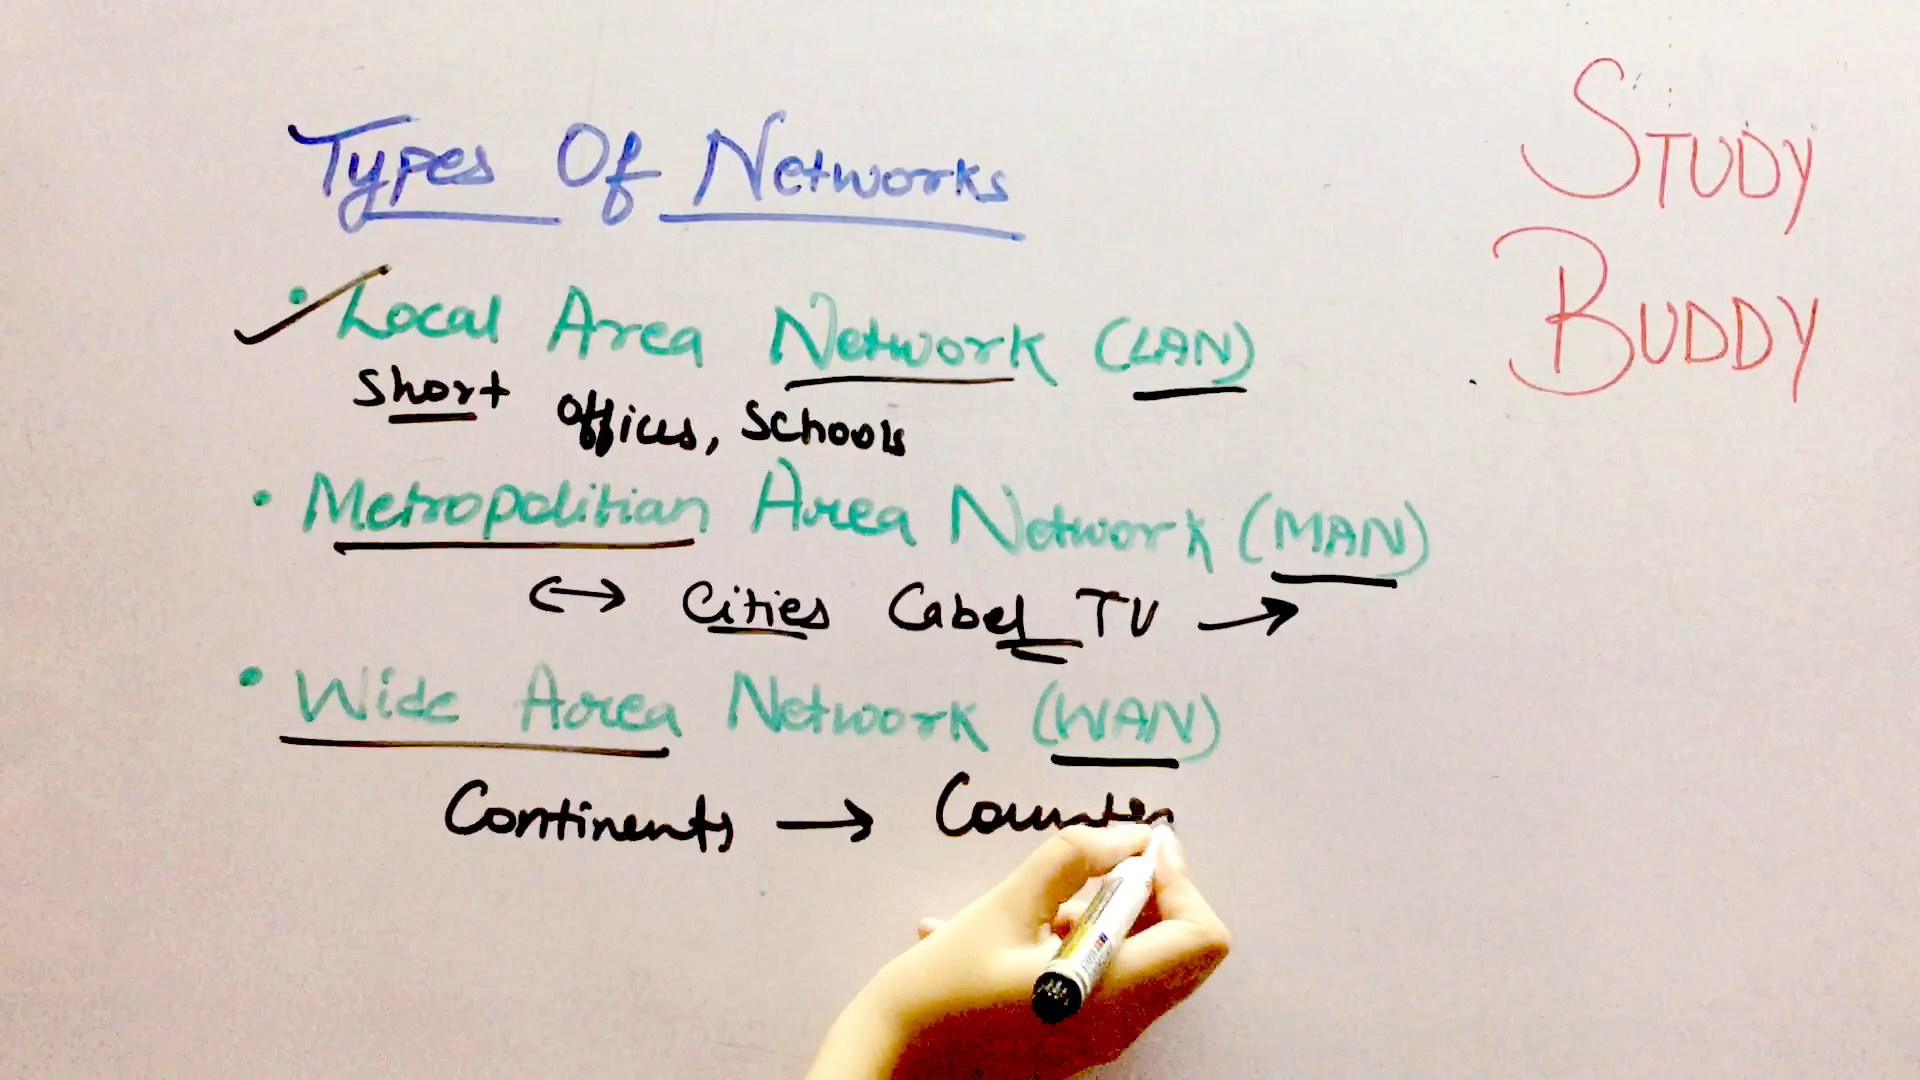 Types Of Networks
STUDY
BUDDY
• Local Area Network (LAN)
Short Offices, Schools
• Metropolitian Area Network (MAN)
↔ Cities Cabel TV →
• Wide Area Network (WAN)
Continents →